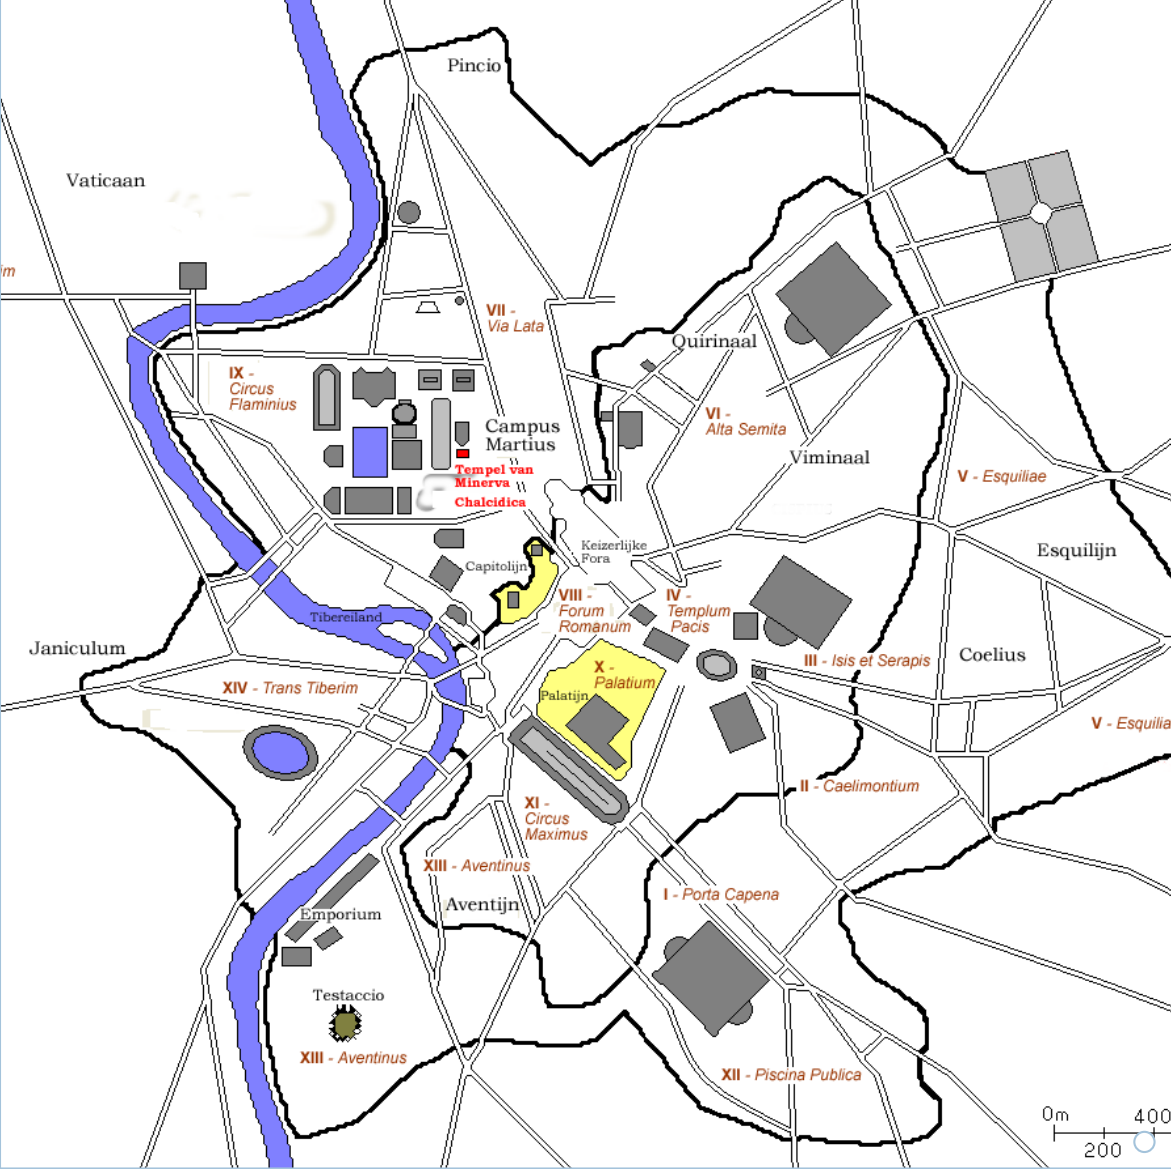 Pincio
Vaticaan
im
VII -
Via Lata
Quirinaal
IX -
Circus
Flaminius
VI -
Alta Semita
Campus
Martius
Viminaal
Tempel van
Minerva
Chalcidica
V - Esquiliae
Keizerlijke
Fora
Esquilijn
Capitolijn
VIII -
Forum
Romanum
IV -
Templum
Pacis
Tibereiland
Janiculum
III - Isis et Serapis
Coelius
X -
Palatium
XIV - Trans Tiberim
Palatijn
V - Esquilia
II - Caelimontium
XI -
Circus
Maximus
XIII - Aventinus
I - Porta Capena
Aventijn
Emporium
Testaccio
XIII - Aventinus
XII - Piscina Publica
0m 400
200